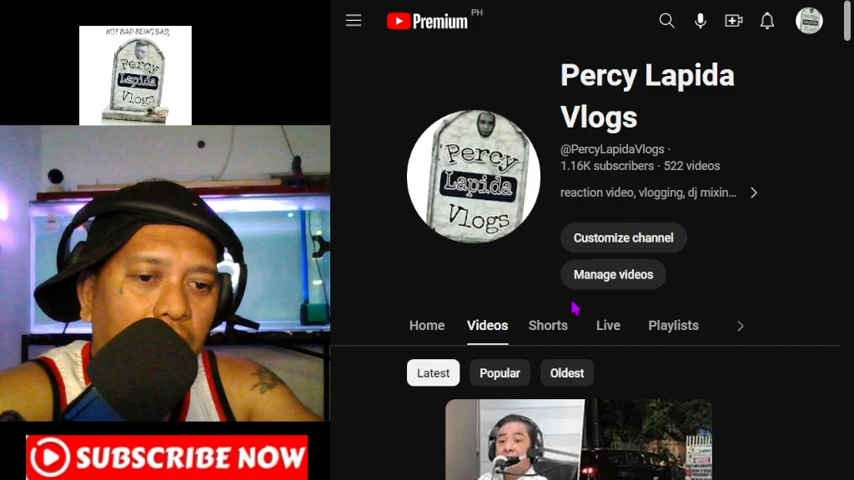 NOT BAD BEING BAD,
Percy
Lapida
Vlogs
SUBSCRIBE NOW
Premium PH
Percy Lapida
Vlogs
@PercyLapidaVlogs ·
1.16K subscribers · 522 videos
reaction video, vlogging, dj mixin...
Percy
Lapida
Vlogs
Customize channel
Manage videos
Home Videos Shorts Live Playlists
Latest Popular Oldest